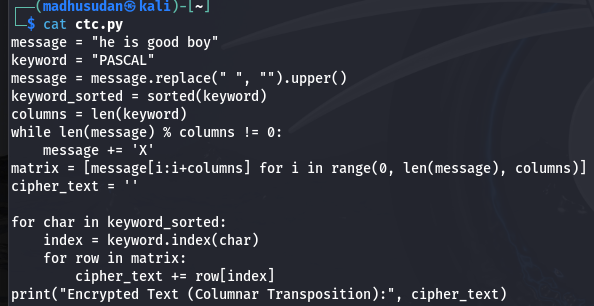 ┌──(madhusudan㉿kali)-[~]
└─$ cat ctc.py
message = "he is good boy"
keyword = "PASCAL"
message = message.replace(" ", "").upper()
keyword_sorted = sorted(keyword)
columns = len(keyword)
while len(message) % columns != 0:
    message += 'X'
matrix = [message[i:i+columns] for i in range(0, len(message), columns)]
cipher_text = ''

for char in keyword_sorted:
    index = keyword.index(char)
    for row in matrix:
        cipher_text += row[index]
print("Encrypted Text (Columnar Transposition):", cipher_text)